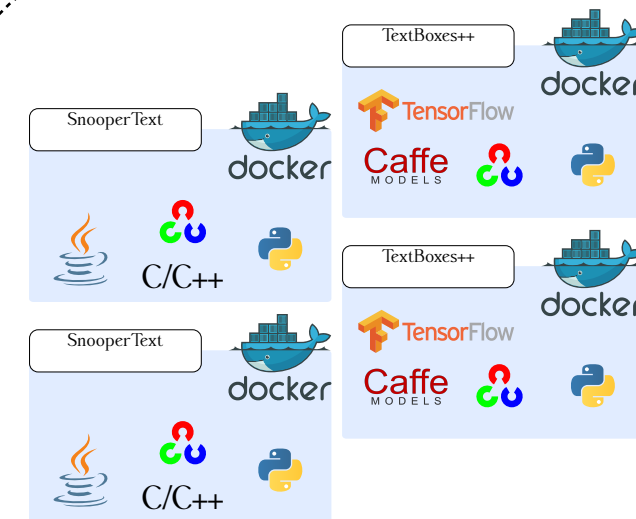 TextBoxes++
docker
TensorFlow
Caffe
MODELS
SnooperText
docker
C/C++
TextBoxes++
docker
TensorFlow
Caffe
MODELS
SnooperText
docker
C/C++